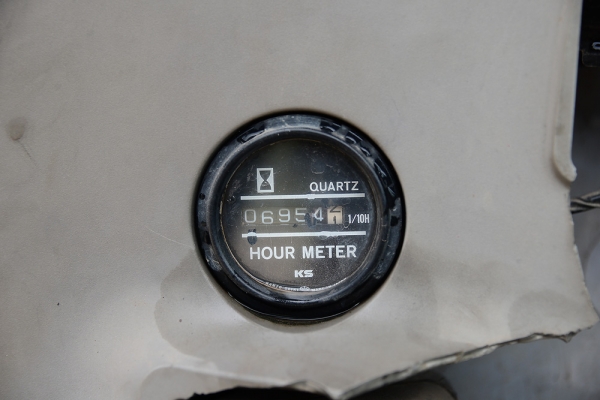 QUARTZ
06954 1/10H
HOUR METER
KS